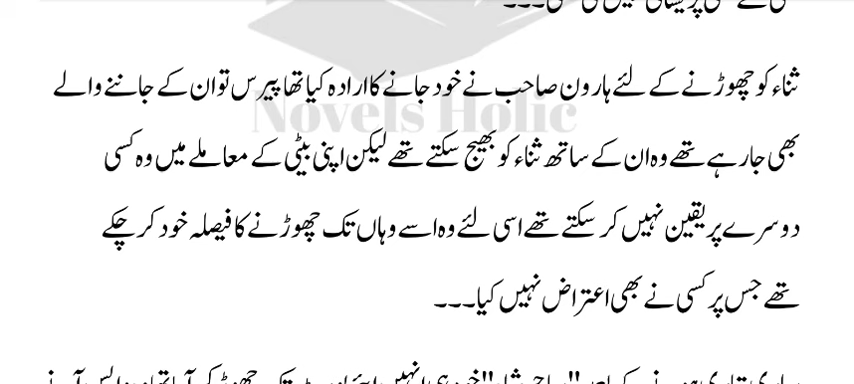 ثناء کو چھوڑنے کے لئے ہارون صاحب نے خود جانے کا ارادہ کیا تھا پیرس تو ان کے جاننے والے
Novels Holic
بھی جا رہے تھے وہ ان کے ساتھ ثناء کو بھیج سکتے تھے لیکن اپنی بیٹی کے معاملے میں وہ کسی
دوسرے پر یقین نہیں کر سکتے تھے اسی لئے وہ اسے وہاں تک چھوڑنے کا فیصلہ خود کر چکے
تھے جس پر کسی نے بھی اعتراض نہیں کیا۔۔۔